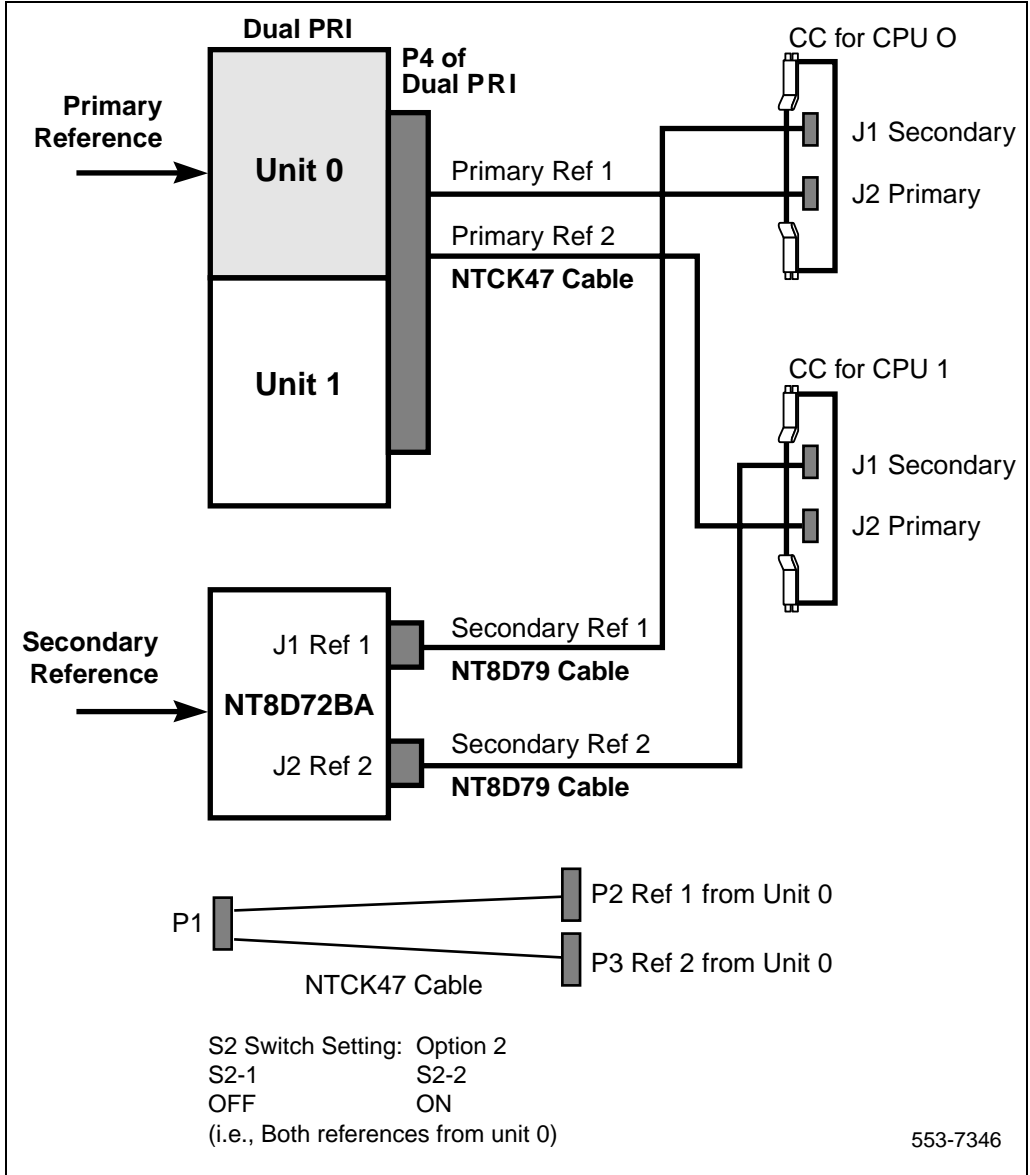 Dual PRI
P4 of
Dual PRI
CC for CPU O
Primary
Reference
Unit 0
Primary Ref 1
J1 Secondary
J2 Primary
Primary Ref 2
NTCK47 Cable
Unit 1
CC for CPU 1
J1 Secondary
J2 Primary
Secondary
Reference
J1 Ref 1
Secondary Ref 1
NT8D79 Cable
NT8D72BA
J2 Ref 2
Secondary Ref 2
NT8D79 Cable
P1
P2 Ref 1 from Unit 0
P3 Ref 2 from Unit 0
NTCK47 Cable
S2 Switch Setting: Option 2
S2-1 S2-2
OFF ON
(i.e., Both references from unit 0)
553-7346